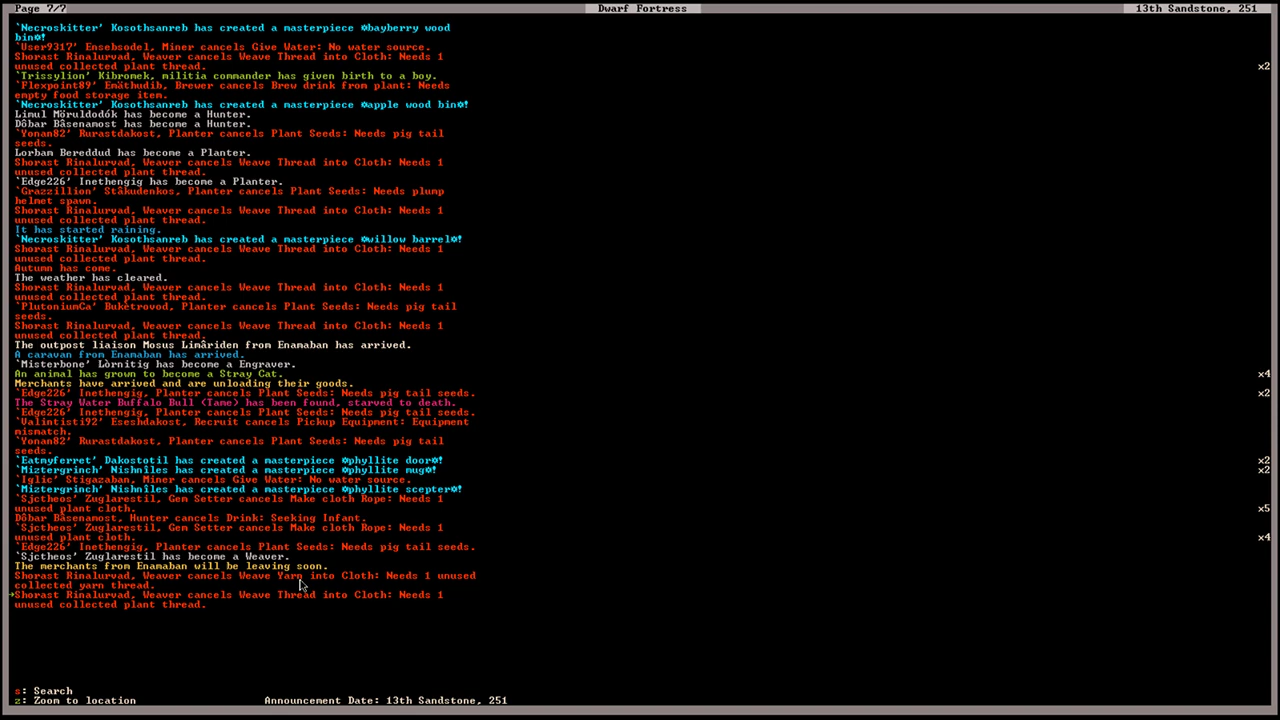 Page 7/7 Dwarf Fortress 13th Sandstone, 251
`Necroskitter' Kosothsanreb has created a masterpiece ☼bayberry wood
bin☼!
`User9317' Ensebsodel, Miner cancels Give Water: No water source.
Shorast Rinalurvad, Weaver cancels Weave Thread into Cloth: Needs 1
unused collected plant thread. x2
`Trissylion' Kibromek, militia commander has given birth to a boy.
`Flexpoint89' Emäthudib, Brewer cancels Brew drink from plant: Needs
empty food storage item.
`Necroskitter' Kosothsanreb has created a masterpiece ☼apple wood bin☼!
Limul Möruldodók has become a Hunter.
Dôbar Båsenamost has become a Hunter.
`Yonan82' Rurastdakost, Planter cancels Plant Seeds: Needs pig tail
seeds.
Lorbam Bereddud has become a Planter.
Shorast Rinalurvad, Weaver cancels Weave Thread into Cloth: Needs 1
unused collected plant thread.
`Edge226' Inethengig has become a Planter.
`Grazzillion' Stâkudenkos, Planter cancels Plant Seeds: Needs plump
helmet spawn.
Shorast Rinalurvad, Weaver cancels Weave Thread into Cloth: Needs 1
unused collected plant thread.
It has started raining.
`Necroskitter' Kosothsanreb has created a masterpiece ☼willow barrel☼!
Shorast Rinalurvad, Weaver cancels Weave Thread into Cloth: Needs 1
unused collected plant thread.
Autumn has come.
The weather has cleared.
Shorast Rinalurvad, Weaver cancels Weave Thread into Cloth: Needs 1
unused collected plant thread.
`PlutoniumCa' Bukètrovod, Planter cancels Plant Seeds: Needs pig tail
seeds.
Shorast Rinalurvad, Weaver cancels Weave Thread into Cloth: Needs 1
unused collected plant thread.
The outpost liaison Mosus Limâriden from Enamaban has arrived.
A caravan from Enamaban has arrived.
`Misterbone' Lòrnitig has become a Engraver.
An animal has grown to become a Stray Cat. x4
Merchants have arrived and are unloading their goods.
`Edge226' Inethengig, Planter cancels Plant Seeds: Needs pig tail seeds. x2
The Stray Water Buffalo Bull (Tame) has been found, starved to death.
`Edge226' Inethengig, Planter cancels Plant Seeds: Needs pig tail seeds.
`Valintisti92' Eseshdakost, Recruit cancels Pickup Equipment: Equipment
mismatch.
`Yonan82' Rurastdakost, Planter cancels Plant Seeds: Needs pig tail
seeds.
`Eatmyferret' Dakostotil has created a masterpiece ☼phyllite door☼! x2
`Miztergrinch' Nishnîles has created a masterpiece ☼phyllite mug☼! x2
`Iglic' Stigazaban, Miner cancels Give Water: No water source.
`Miztergrinch' Nishnîles has created a masterpiece ☼phyllite scepter☼!
`Sjctheos' Zuglarestil, Gem Setter cancels Make cloth Rope: Needs 1
unused plant cloth. x5
Dôbar Båsenamost, Hunter cancels Drink: Seeking Infant.
`Sjctheos' Zuglarestil, Gem Setter cancels Make cloth Rope: Needs 1
unused plant cloth. x4
`Edge226' Inethengig, Planter cancels Plant Seeds: Needs pig tail seeds.
`Sjctheos' Zuglarestil has become a Weaver.
The merchants from Enamaban will be leaving soon.
Shorast Rinalurvad, Weaver cancels Weave Yarn into Cloth: Needs 1 unused
collected yarn thread.
→Shorast Rinalurvad, Weaver cancels Weave Thread into Cloth: Needs 1
unused collected plant thread.
s: Search
z: Zoom to location Announcement Date: 13th Sandstone, 251